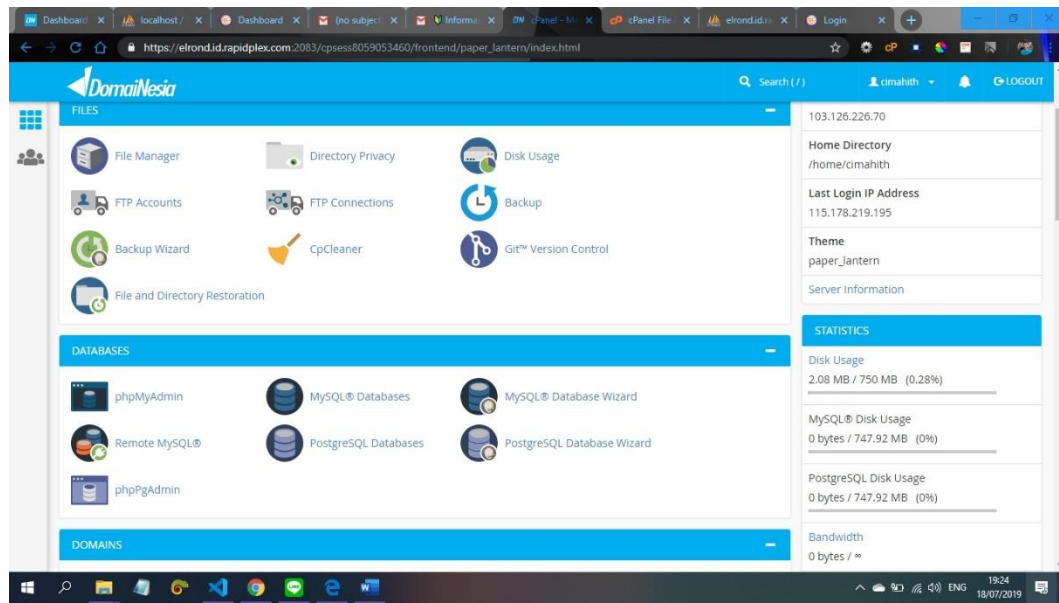 Dashboard
localhost /
Dashboard
(no subject
Informa
cPanel – M
cPanel File
elrond.id.ra
Login
https://elrond.id.rapidplex.com:2083/cpsess8059053460/frontend/paper_lantern/index.html
DomaiNesia
Search ( / )
cimahith
LOGOUT
FILES
File Manager
Directory Privacy
Disk Usage
FTP Accounts
FTP Connections
Backup
Backup Wizard
CpCleaner
Git™ Version Control
File and Directory Restoration
DATABASES
phpMyAdmin
MySQL® Databases
MySQL® Database Wizard
Remote MySQL®
PostgreSQL Databases
PostgreSQL Database Wizard
phpPgAdmin
DOMAINS
103.126.226.70
Home Directory
/home/cimahith
Last Login IP Address
115.178.219.195
Theme
paper_lantern
Server Information
STATISTICS
Disk Usage
2.08 MB / 750 MB (0.28%)
MySQL® Disk Usage
0 bytes / 747.92 MB (0%)
PostgreSQL Disk Usage
0 bytes / 747.92 MB (0%)
Bandwidth
0 bytes / ∞
ENG
19:24
18/07/2019